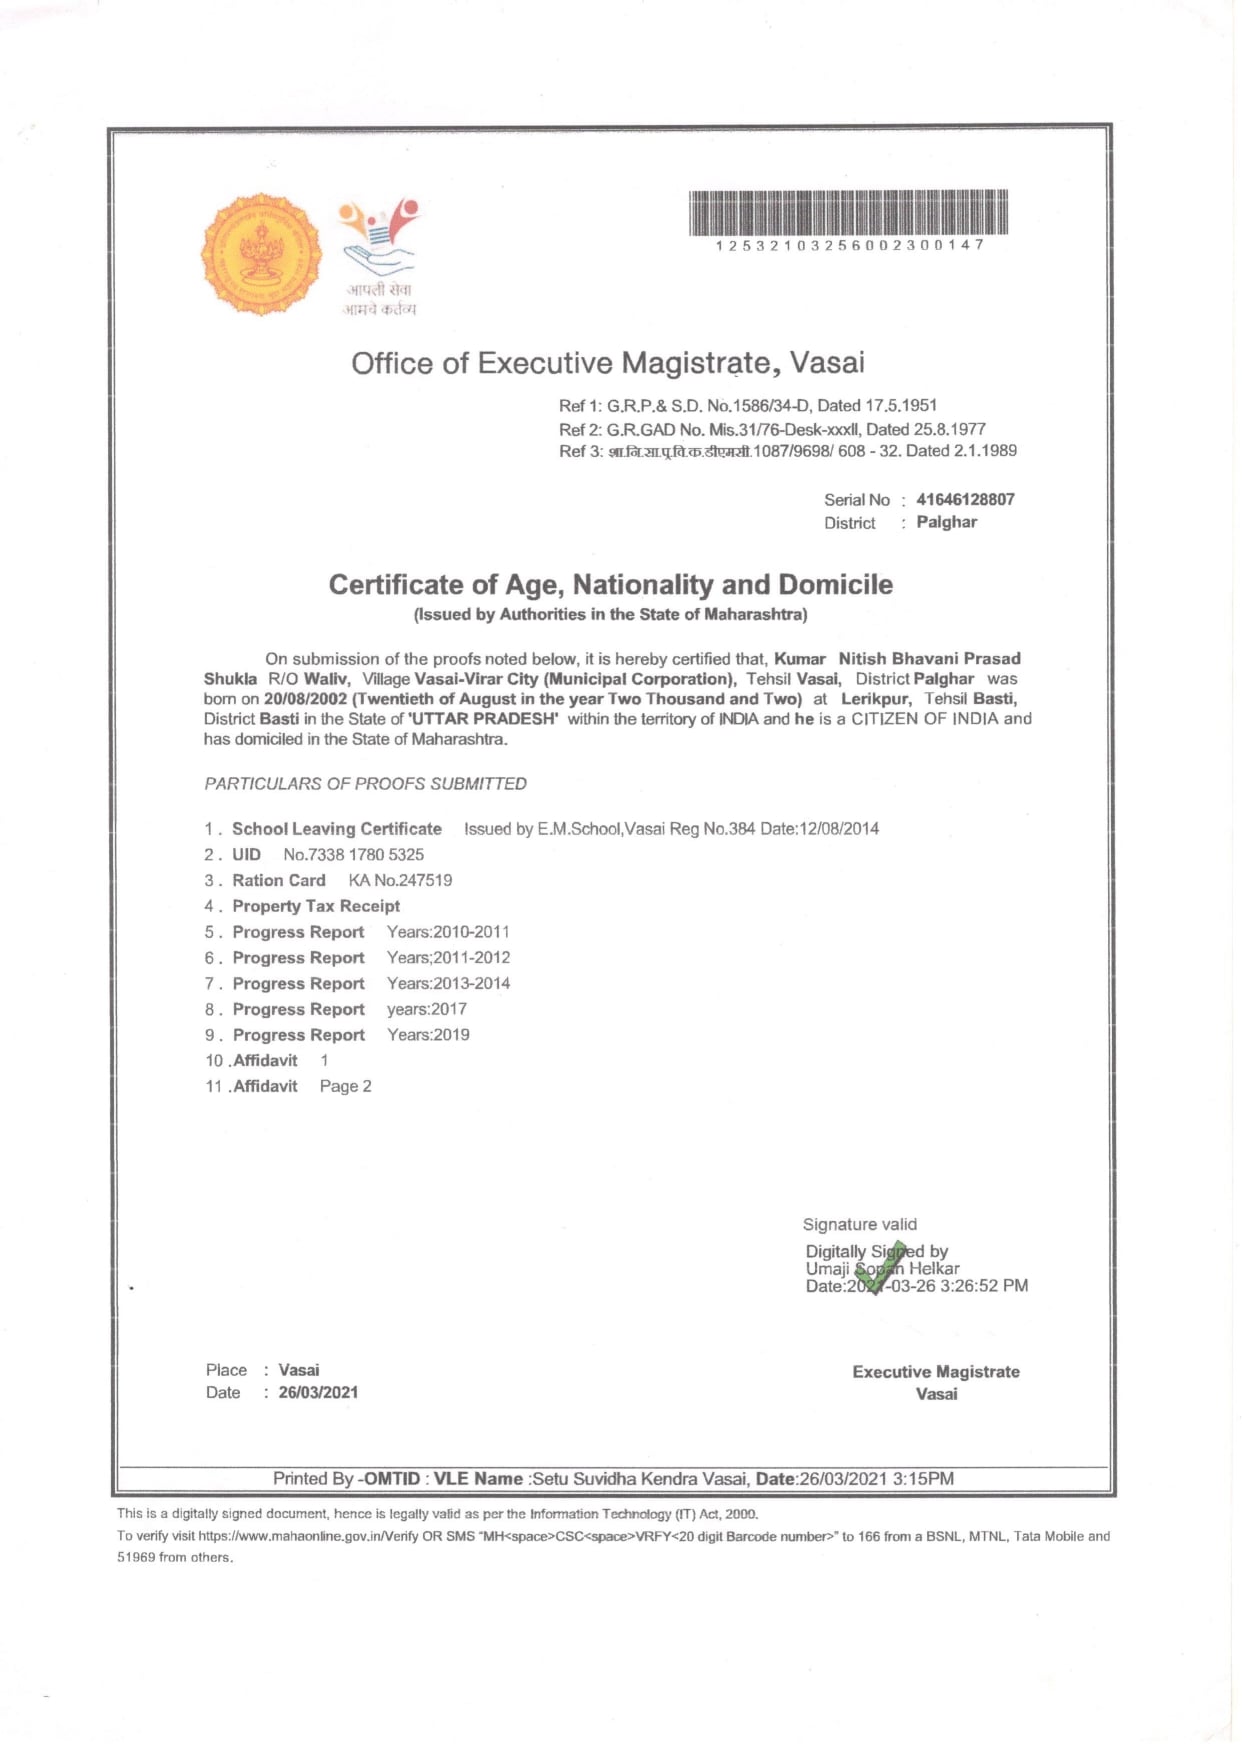 आपली सेवा
आमचे कर्तव्य
12532103256002300147
Office of Executive Magistrate, Vasai
Ref 1: G.R.P.& S.D. No.1586/34-D, Dated 17.5.1951
Ref 2: G.R.GAD No. Mis.31/76-Desk-xxxII, Dated 25.8.1977
Ref 3: शा.नि.सा.प्र.वि.क.डीएमसी.1087/9698/ 608 - 32. Dated 2.1.1989
Serial No : 41646128807
District : Palghar
Certificate of Age, Nationality and Domicile
(Issued by Authorities in the State of Maharashtra)
On submission of the proofs noted below, it is hereby certified that, Kumar Nitish Bhavani Prasad
Shukla R/O Waliv, Village Vasai-Virar City (Municipal Corporation), Tehsil Vasai, District Palghar was
born on 20/08/2002 (Twentieth of August in the year Two Thousand and Two) at Lerikpur, Tehsil Basti,
District Basti in the State of 'UTTAR PRADESH' within the territory of INDIA and he is a CITIZEN OF INDIA and
has domiciled in the State of Maharashtra.
PARTICULARS OF PROOFS SUBMITTED
1 . School Leaving Certificate Issued by E.M.School,Vasai Reg No.384 Date:12/08/2014
2 . UID No.7338 1780 5325
3 . Ration Card KA No.247519
4 . Property Tax Receipt
5 . Progress Report Years:2010-2011
6 . Progress Report Years;2011-2012
7 . Progress Report Years:2013-2014
8 . Progress Report years:2017
9 . Progress Report Years:2019
10 .Affidavit 1
11 .Affidavit Page 2
Signature valid
Digitally Signed by
Umaji Sopan Helkar
Date:2021-03-26 3:26:52 PM
Place : Vasai
Date : 26/03/2021
Executive Magistrate
Vasai
Printed By -OMTID : VLE Name :Setu Suvidha Kendra Vasai, Date:26/03/2021 3:15PM
This is a digitally signed document, hence is legally valid as per the Information Technology (IT) Act, 2000.
To verify visit https://www.mahaonline.gov.in/Verify OR SMS "MH<space>CSC<space>VRFY<20 digit Barcode number>" to 166 from a BSNL, MTNL, Tata Mobile and
51969 from others.